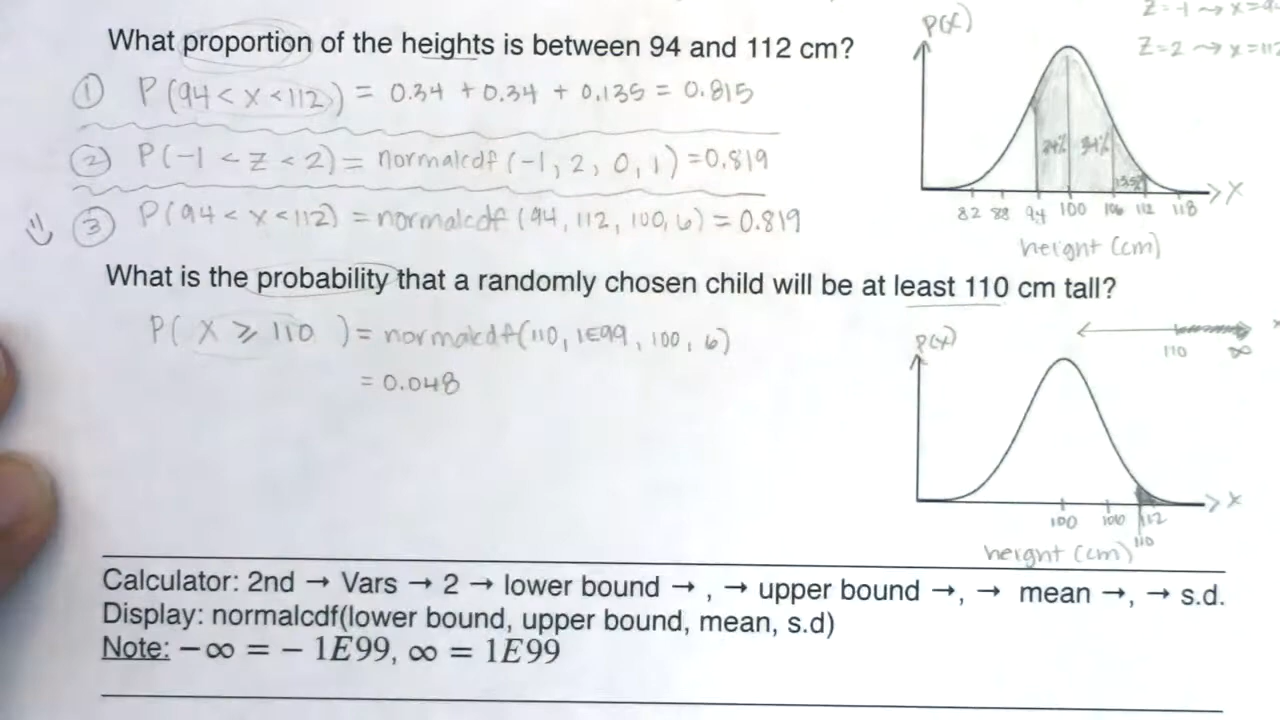 What proportion of the heights is between 94 and 112 cm?
① P(94 < x < 112) = 0.34 + 0.34 + 0.135 = 0.815
② P(-1 < z < 2) = normalcdf(-1, 2, 0, 1) = 0.819
③ P(94 < x < 112) = normalcdf (94, 112, 100, 6) = 0.819
P(x)
Z=-1 → x=9
Z=2 → x=112
34% 34% 13.5%
X
82 88 94 100 106 112 118
height (cm)
What is the probability that a randomly chosen child will be at least 110 cm tall?
P( X ≥ 110 ) = normalcdf(110, 1E99, 100, 6)
= 0.048
P(x)
110 ∞
X
100 106 112
110
height (cm)
Calculator: 2nd → Vars → 2 → lower bound → , → upper bound →, → mean →, → s.d.
Display: normalcdf(lower bound, upper bound, mean, s.d)
Note: −∞ = − 1E99, ∞ = 1E99